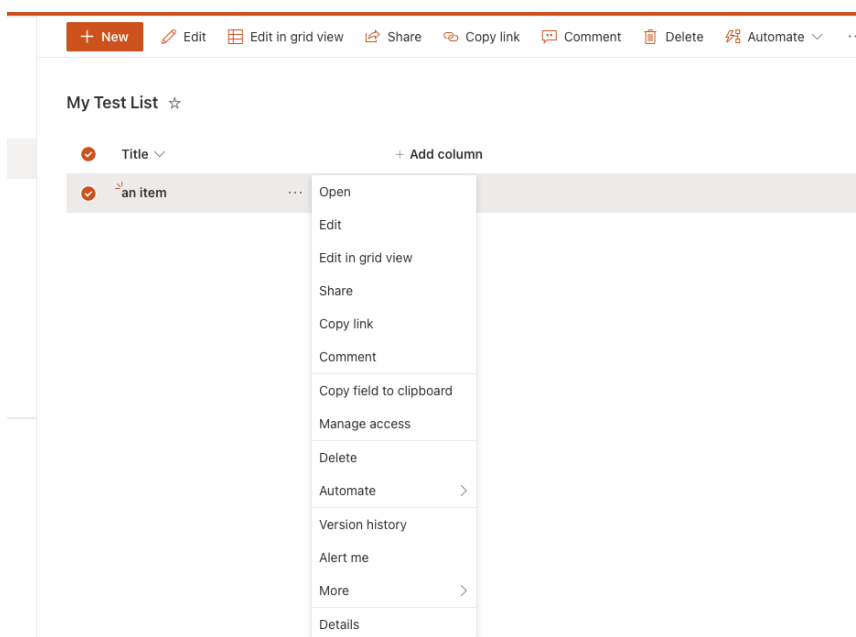 New Edit Edit in grid view Share Copy link Comment Delete Automate
My Test List
Title + Add column
an item ...
Open
Edit
Edit in grid view
Share
Copy link
Comment
Copy field to clipboard
Manage access
Delete
Automate
Version history
Alert me
More
Details